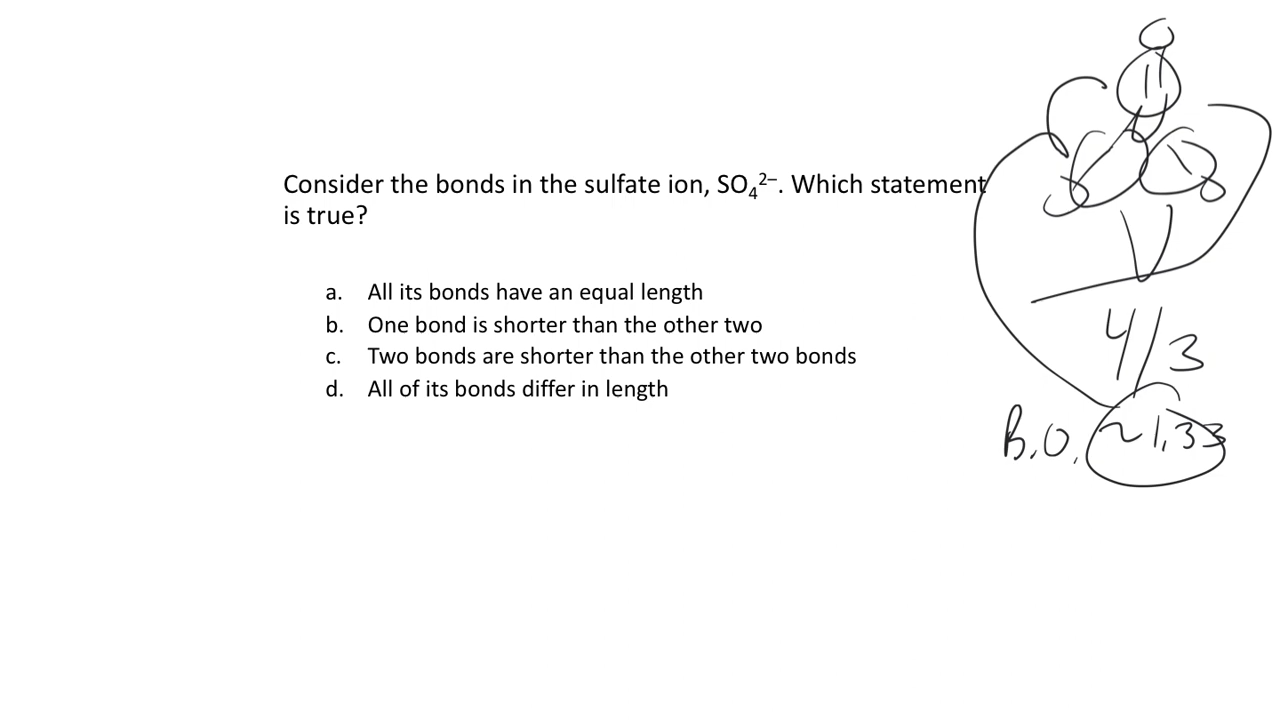 Consider the bonds in the sulfate ion, SO₄²⁻. Which statement
is true?
a. All its bonds have an equal length
b. One bond is shorter than the other two
c. Two bonds are shorter than the other two bonds
d. All of its bonds differ in length
4/3
B.O. ~1,33